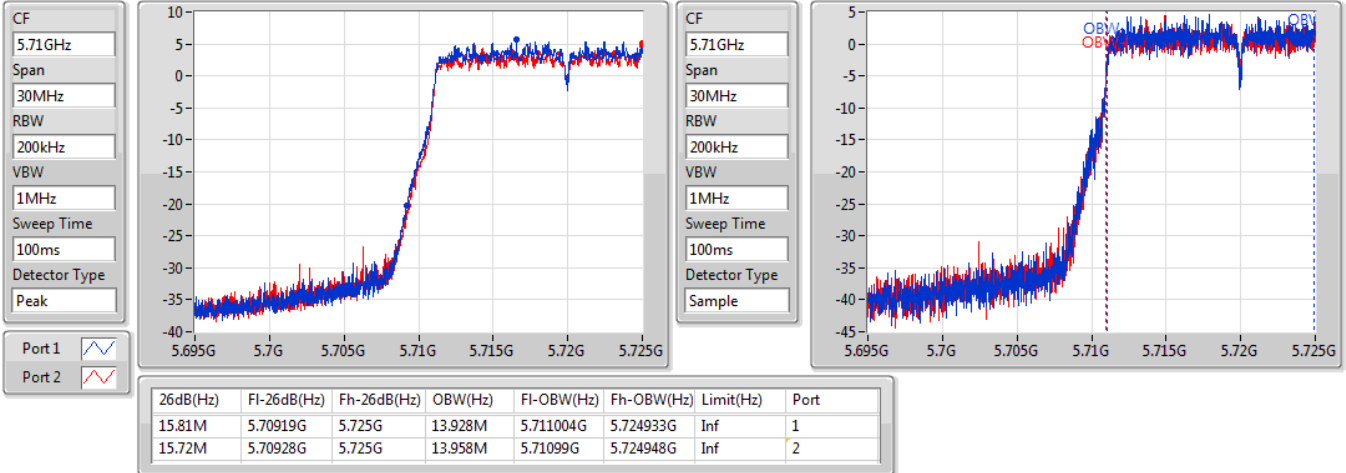 CF
5.71GHz
Span
30MHz
RBW
200kHz
VBW
1MHz
Sweep Time
100ms
Detector Type
Peak
Port 1
Port 2
10
5
0
-5
-10
-15
-20
-25
-30
-35
-40
5.695G 5.7G 5.705G 5.71G 5.715G 5.72G 5.725G
CF
5.71GHz
Span
30MHz
RBW
200kHz
VBW
1MHz
Sweep Time
100ms
Detector Type
Sample
5
0
-5
-10
-15
-20
-25
-30
-35
-40
-45
OBW
OBW
OBW
5.695G 5.7G 5.705G 5.71G 5.715G 5.72G 5.725G
26dB(Hz) Fl-26dB(Hz) Fh-26dB(Hz) OBW(Hz) Fl-OBW(Hz) Fh-OBW(Hz) Limit(Hz) Port
15.81M 5.70919G 5.725G 13.928M 5.711004G 5.724933G Inf 1
15.72M 5.70928G 5.725G 13.958M 5.71099G 5.724948G Inf 2